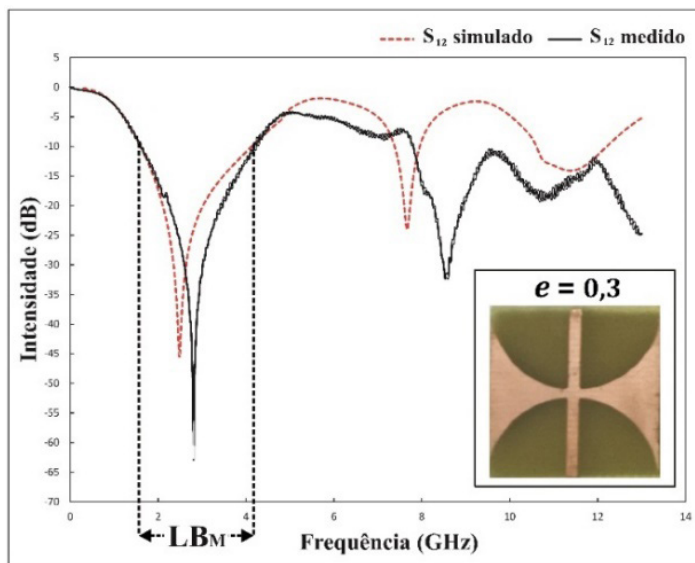 S₁₂ simulado S₁₂ medido
5
0
-5
-10
-15
-20
-25
-30
-35
-40
-45
-50
-55
-60
-65
-70
Intensidade (dB)
e = 0,3
0 2 4 6 8 10 12 14
LBM
Frequência (GHz)